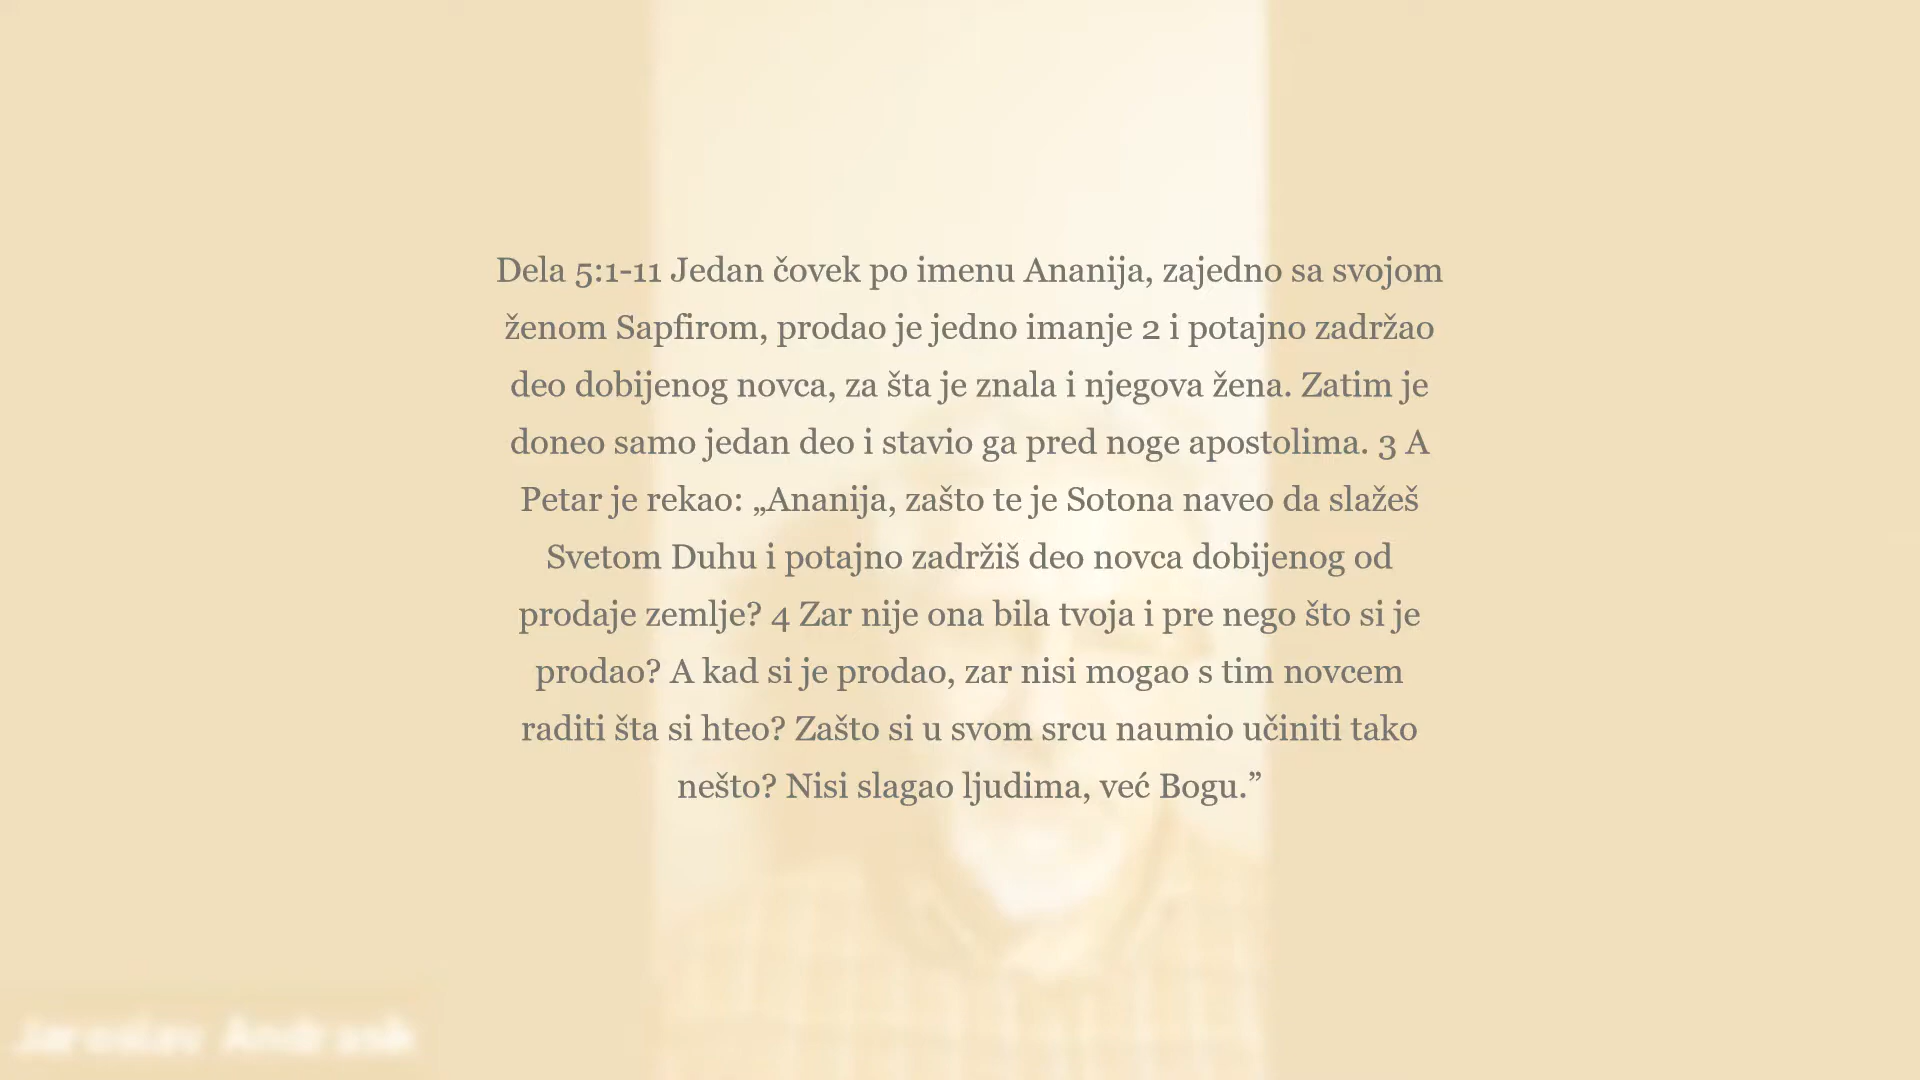 Dela 5:1-11 Jedan čovek po imenu Ananija, zajedno sa svojom
ženom Sapfirom, prodao je jedno imanje 2 i potajno zadržao
deo dobijenog novca, za šta je znala i njegova žena. Zatim je
doneo samo jedan deo i stavio ga pred noge apostolima. 3 A
Petar je rekao: „Ananija, zašto te je Sotona naveo da slažeš
Svetom Duhu i potajno zadržiš deo novca dobijenog od
prodaje zemlje? 4 Zar nije ona bila tvoja i pre nego što si je
prodao? A kad si je prodao, zar nisi mogao s tim novcem
raditi šta si hteo? Zašto si u svom srcu naumio učiniti tako
nešto? Nisi slagao ljudima, već Bogu.”
Jaroslav